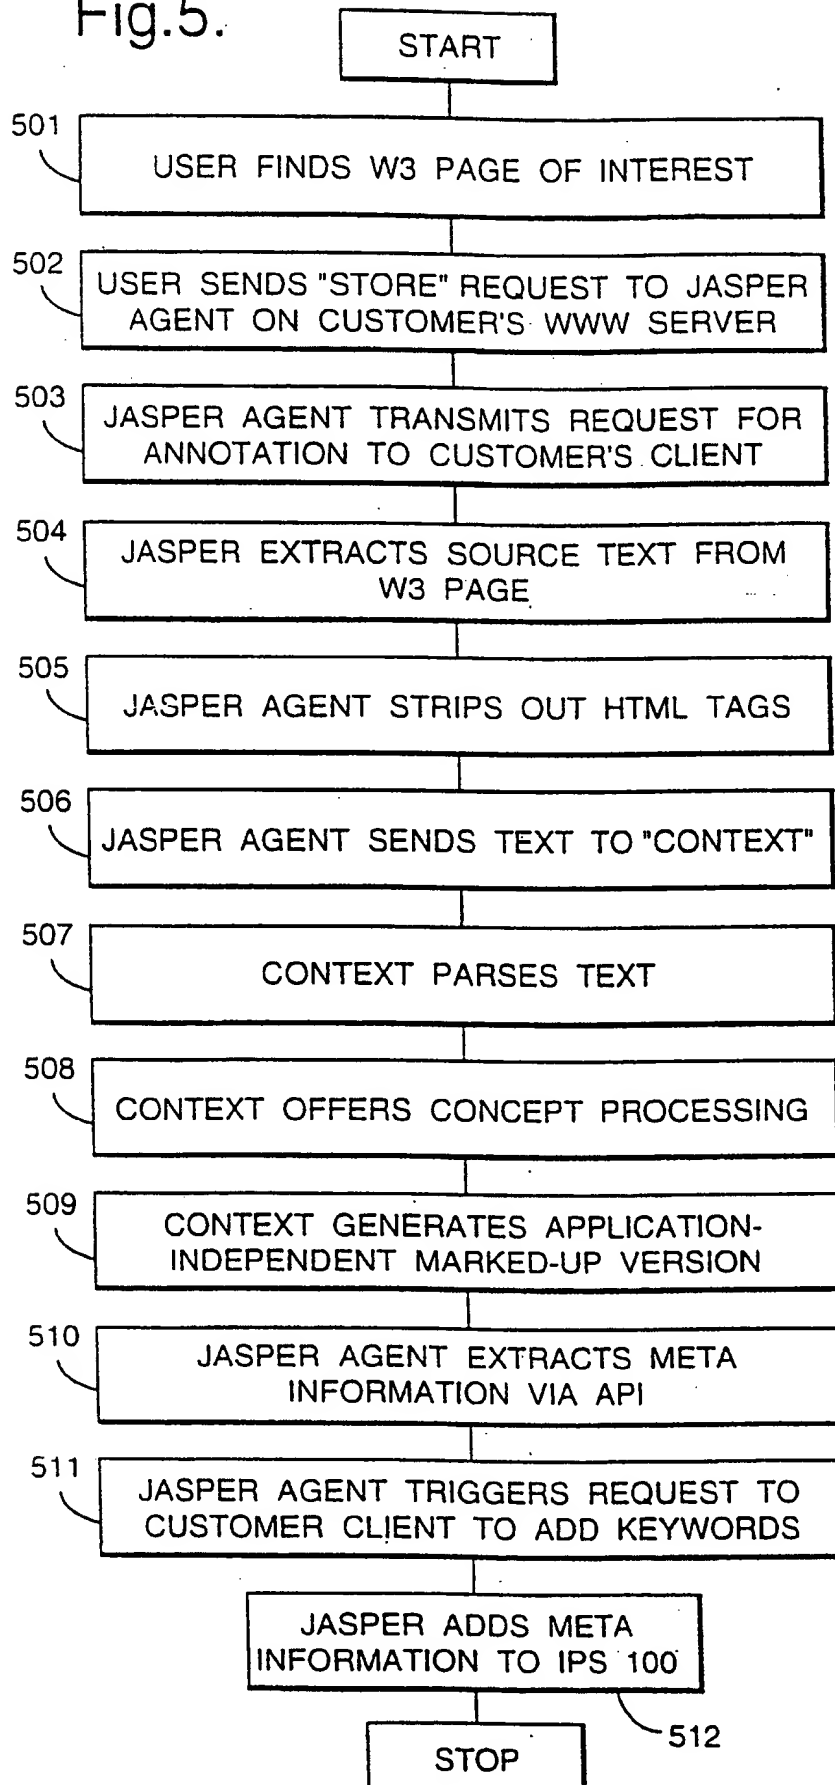 Fig.5.
START
501
USER FINDS W3 PAGE OF INTEREST
502
USER SENDS "STORE" REQUEST TO JASPER
AGENT ON CUSTOMER'S WWW SERVER
503
JASPER AGENT TRANSMITS REQUEST FOR
ANNOTATION TO CUSTOMER'S CLIENT
504
JASPER EXTRACTS SOURCE TEXT FROM
W3 PAGE
505
JASPER AGENT STRIPS OUT HTML TAGS
506
JASPER AGENT SENDS TEXT TO "CONTEXT"
507
CONTEXT PARSES TEXT
508
CONTEXT OFFERS CONCEPT PROCESSING
509
CONTEXT GENERATES APPLICATION-
INDEPENDENT MARKED-UP VERSION
510
JASPER AGENT EXTRACTS META
INFORMATION VIA API
511
JASPER AGENT TRIGGERS REQUEST TO
CUSTOMER CLIENT TO ADD KEYWORDS
JASPER ADDS META
INFORMATION TO IPS 100
512
STOP